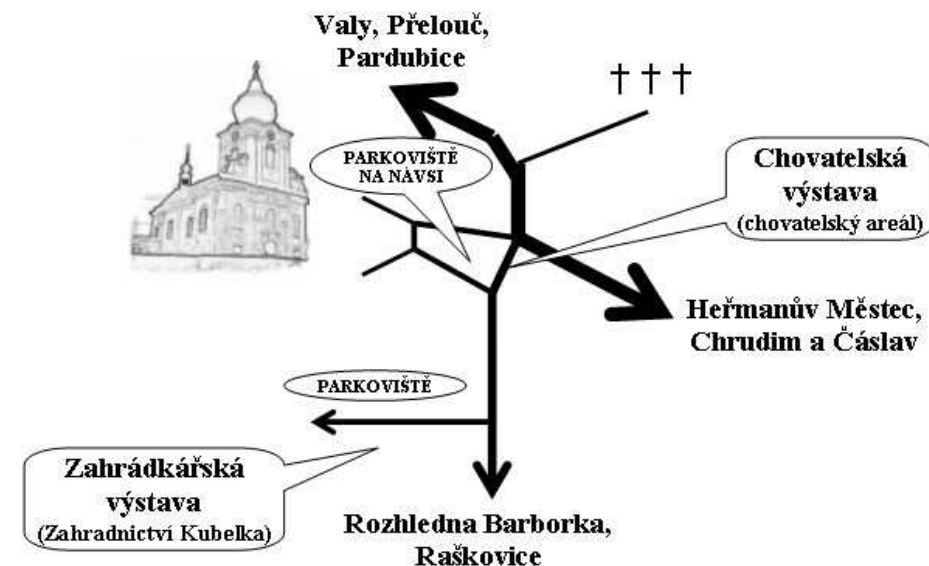 Valy, Přelouč,
Pardubice
† † †
PARKOVIŠTĚ
NA NÁVSI
Chovatelská
výstava
(chovatelský areál)
Heřmanův Městec,
Chrudim a Čáslav
PARKOVIŠTĚ
Zahrádkářská
výstava
(Zahradnictví Kubelka)
Rozhledna Barborka,
Raškovice